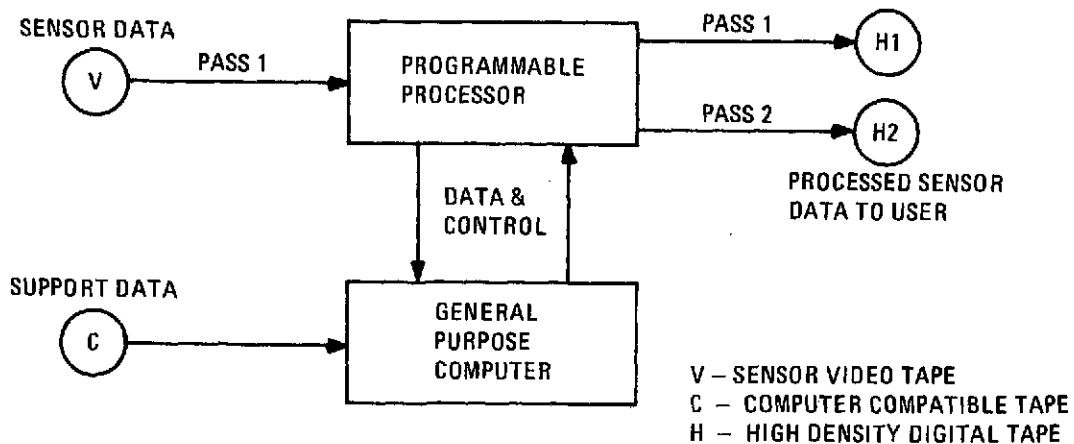 SENSOR DATA
V
PASS 1
PROGRAMMABLE
PROCESSOR
PASS 1
H1
PASS 2
H2
PROCESSED SENSOR
DATA TO USER
DATA &
CONTROL
SUPPORT DATA
C
GENERAL
PURPOSE
COMPUTER
V – SENSOR VIDEO TAPE
C – COMPUTER COMPATIBLE TAPE
H – HIGH DENSITY DIGITAL TAPE